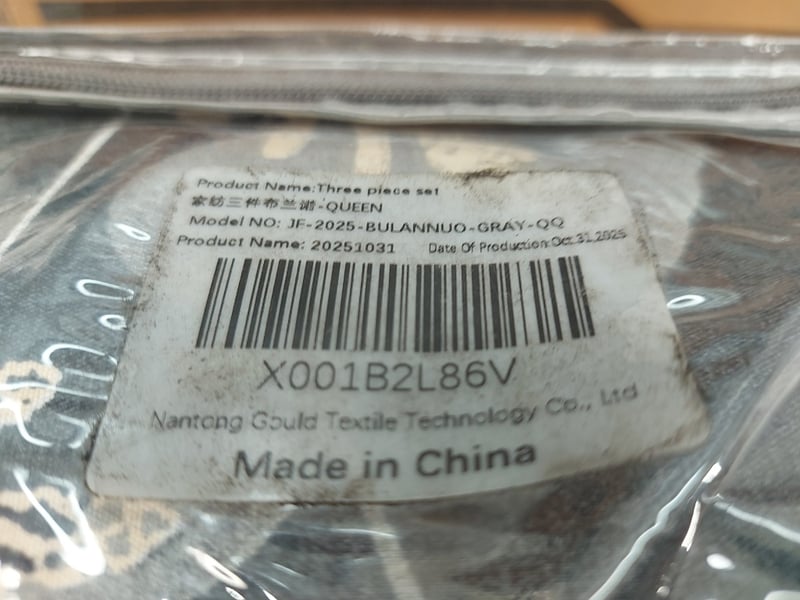 Product Name:Three piece set
家纺三件布兰诺-QUEEN
Model NO: JF-2025-BULANNUO-GRAY-QQ
Product Name: 20251031 Date Of Production:Oct.31,2025
X001B2L86V
Nantong Gould Textile Technology Co., Ltd
Made in China